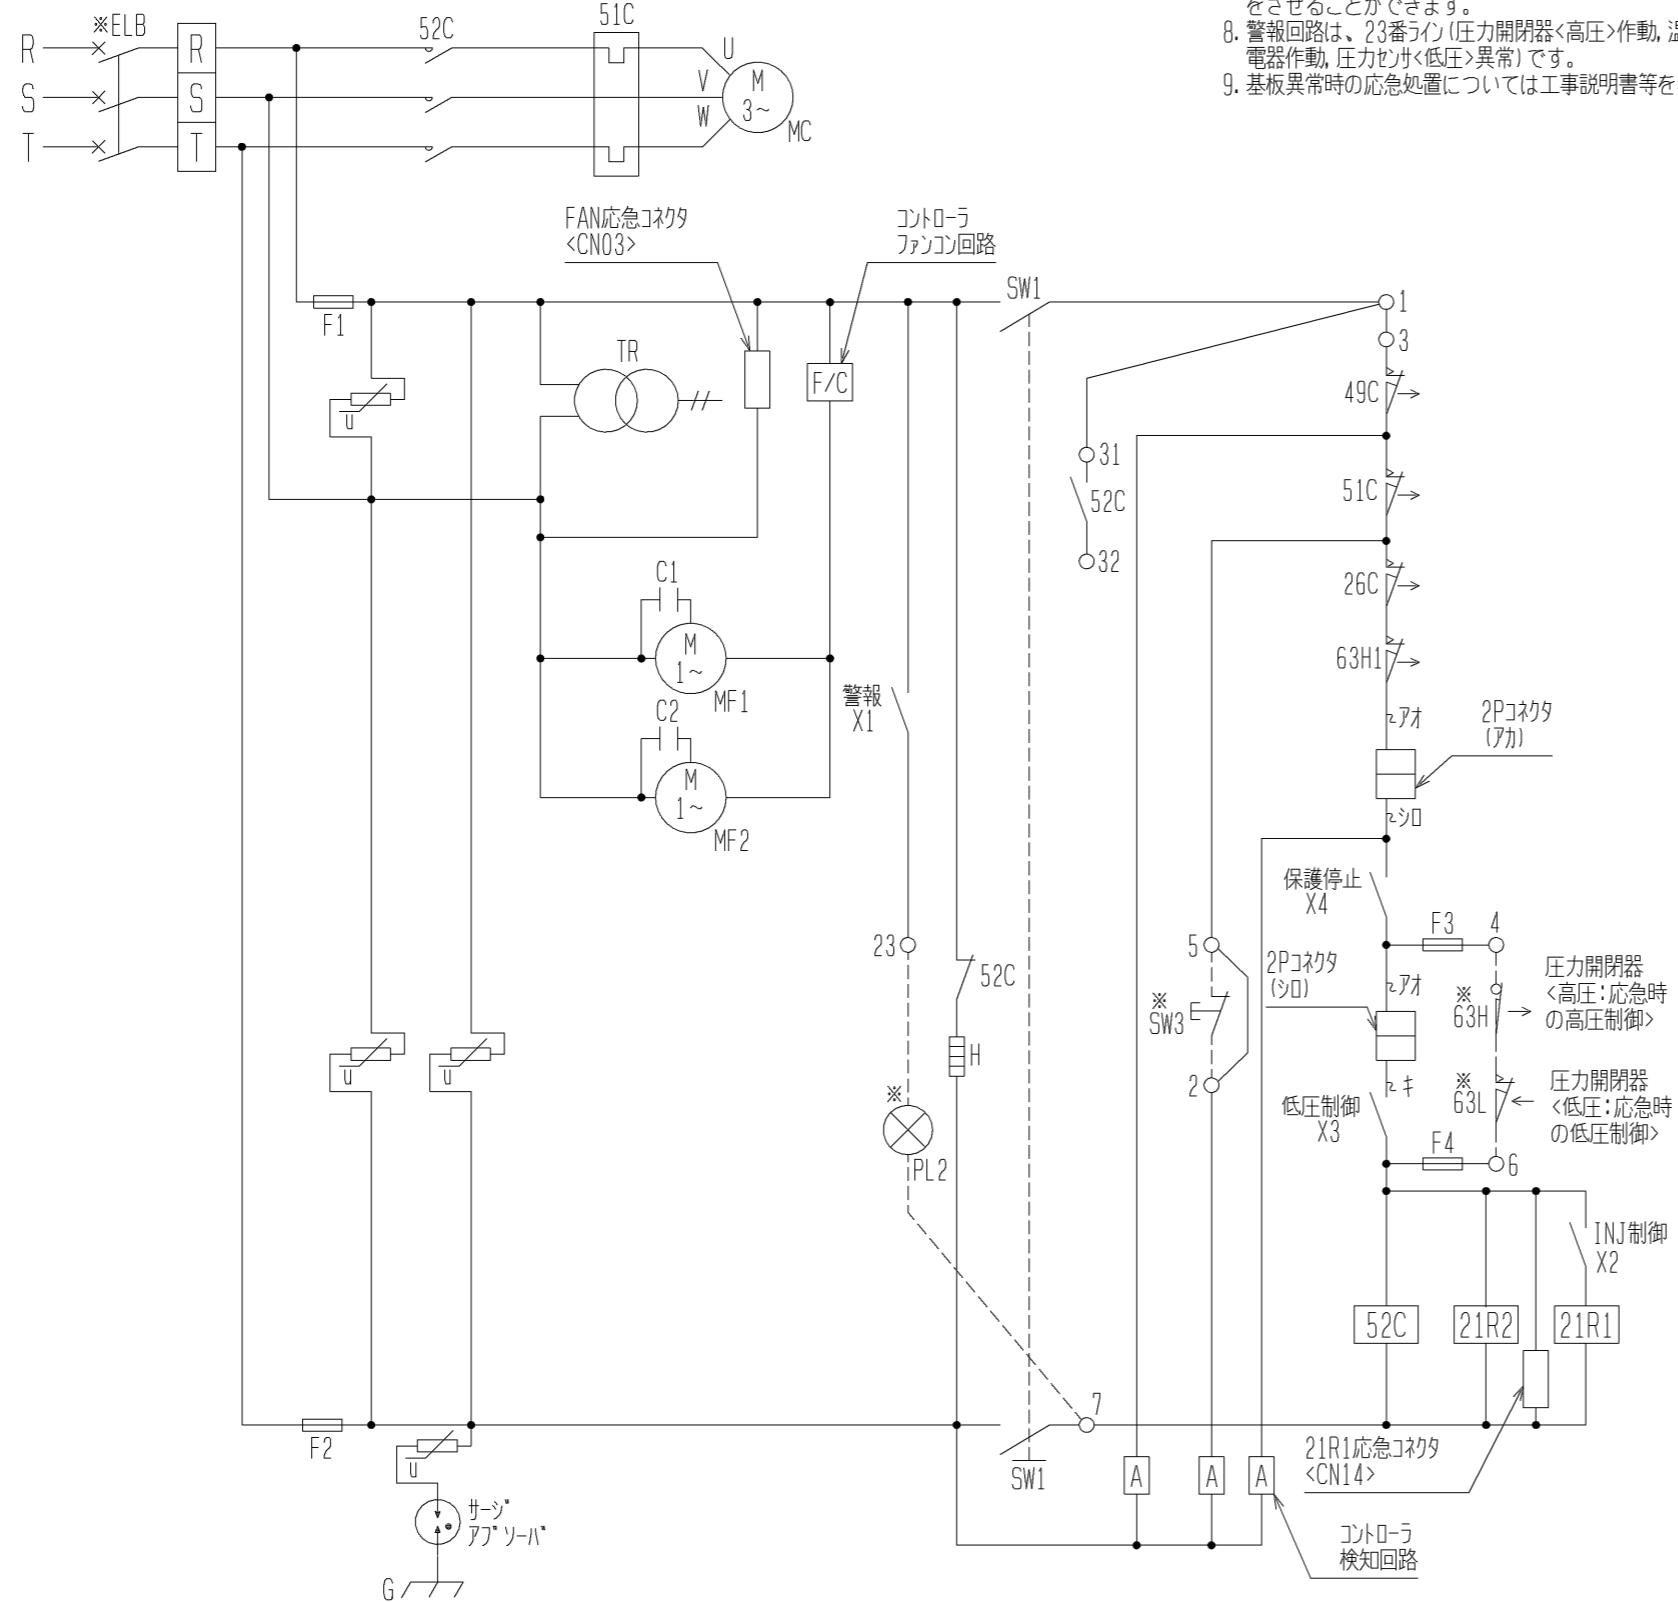 をさせることができます。
8. 警報回路は、23番ライン(圧力開閉器<高圧>作動, 温
電器作動, 圧力センサ<低圧>異常)です。
9. 基板異常時の応急処置については工事説明書等を
※ELB
52C
51C
R
R
S
S
T
T
U
V
W
M
3~
MC
FAN応急コネクタ
<CN03>
コントローラ
ファンコン回路
F1
SW1
1
3
TR
F/C
49C
u
31
52C
32
51C
26C
63H1
C1
M
1~
MF1
C2
M
1~
MF2
警報
X1
アオ
2Pコネクタ
(アカ)
シロ
保護停止
X4
F3
4
23
52C
5
※
SW3
2
2Pコネクタ
(シロ)
アオ
※
63H
圧力開閉器
<高圧:応急時
の高圧制御>
H
u
u
キ
※
63L
圧力開閉器
<低圧:応急時
の低圧制御>
低圧制御
X3
※
PL2
F4
6
INJ制御
X2
52C
21R2
21R1
7
F2
SW1
u
A
A
A
21R1応急コネクタ
<CN14>
サージ
アブソーバ
コントローラ
検知回路
G